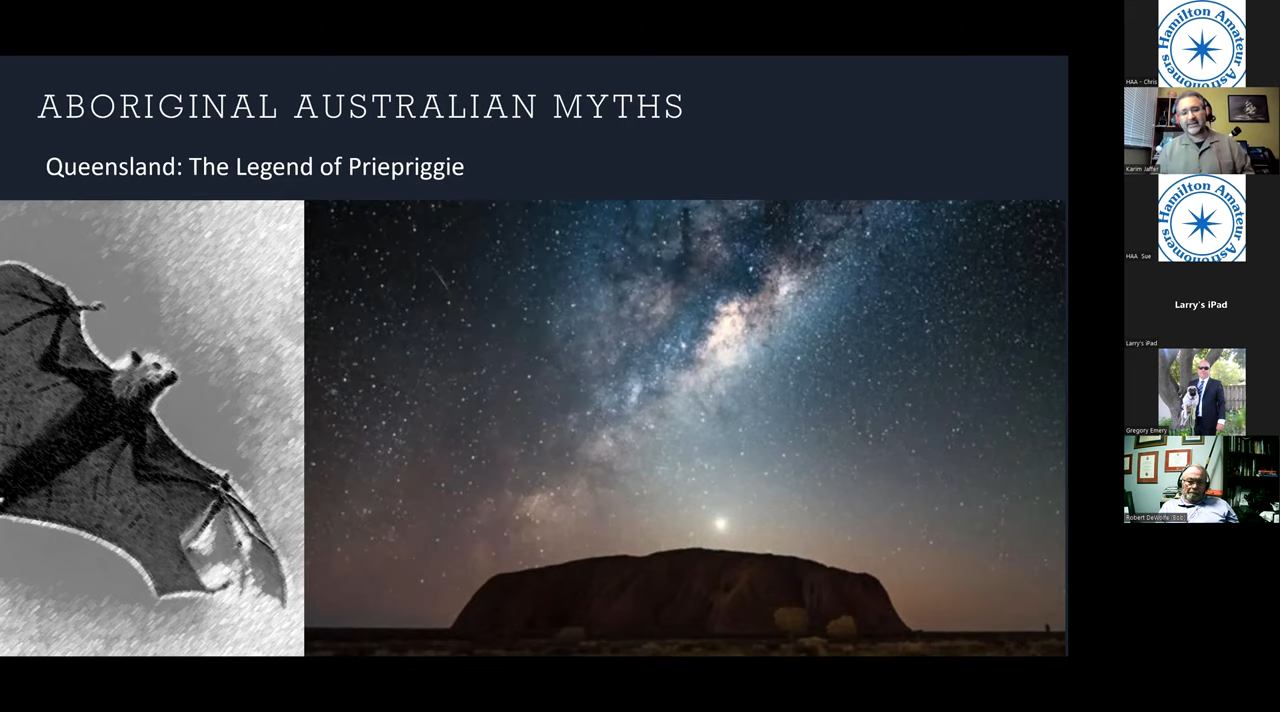 ABORIGINAL AUSTRALIAN MYTHS
Queensland: The Legend of Priepriggie
Hamilton Amateur Astronomers
HAA - Chris
Karim Jaffer
Hamilton Amateur Astronomers
HAA Sue
Larry's iPad
Larry's iPad
Gregory Emery
Robert DeWolfe (Bob)